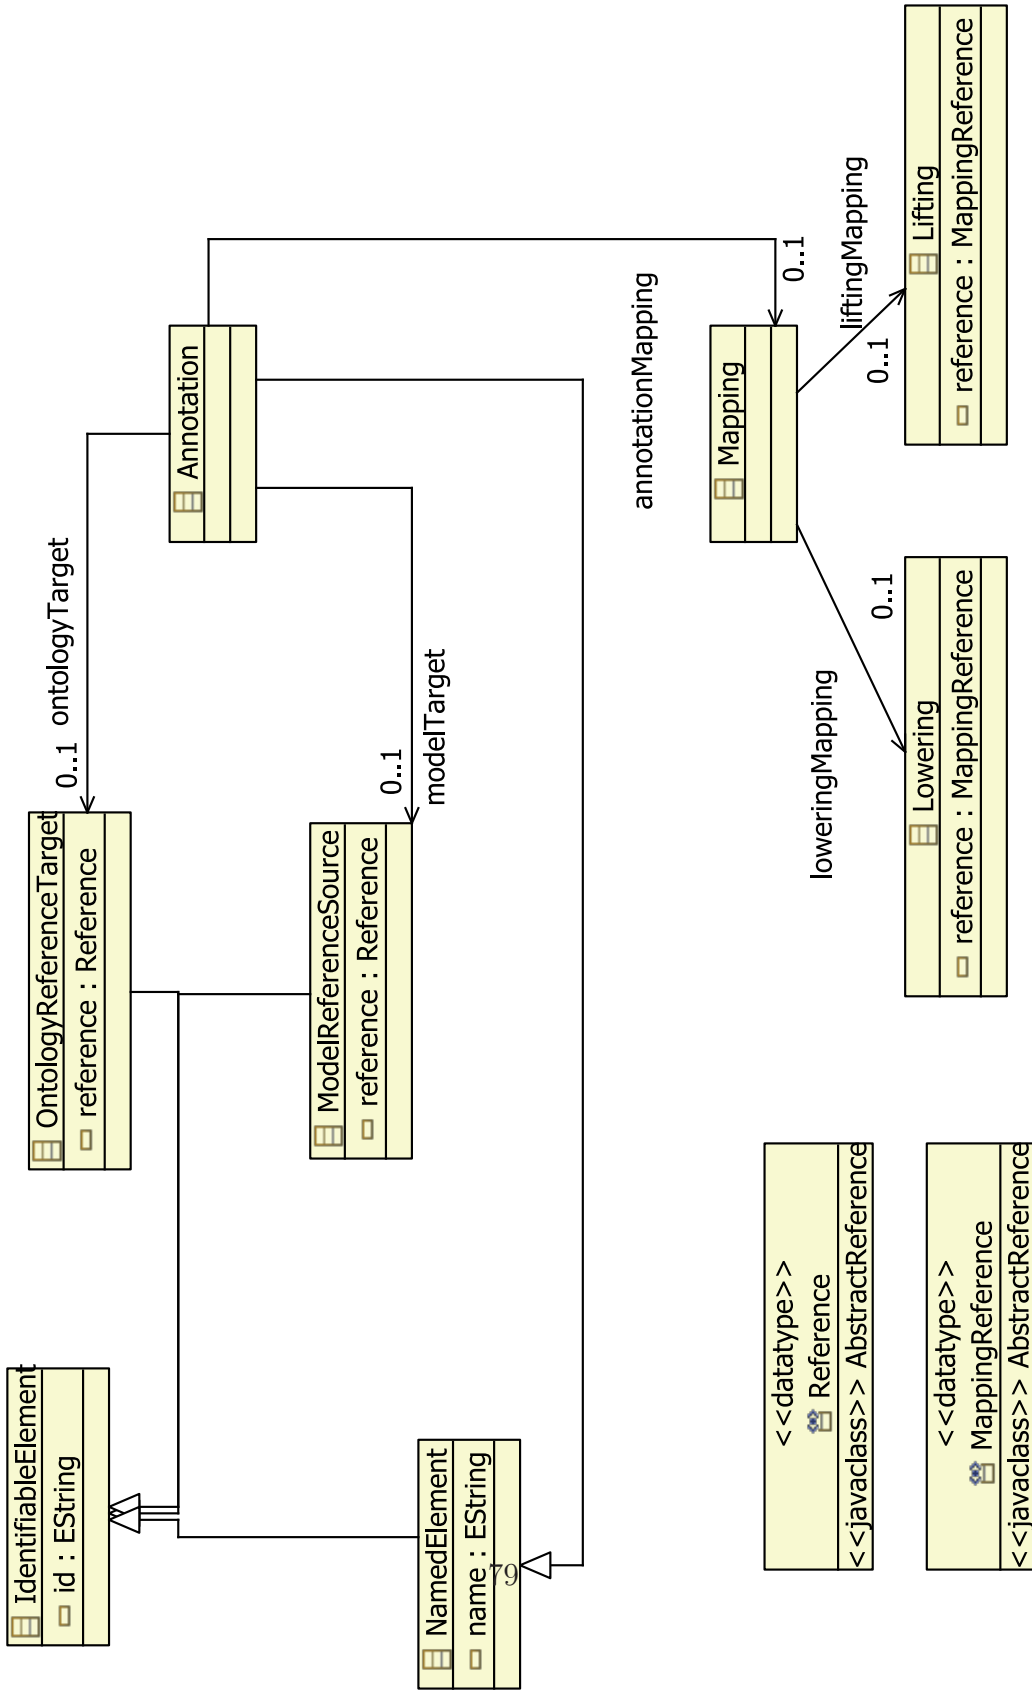 IdentifiableElement
id : EString
OntologyReferenceTarget
reference : Reference
0..1
ontologyTarget
Annotation
ModelReferenceSource
reference : Reference
0..1
modelTarget
NamedElement
name : EString
annotationMapping
0..1
Mapping
loweringMapping
0..1
liftingMapping
0..1
Lowering
reference : MappingReference
Lifting
reference : MappingReference
<<datatype>>
Reference
<<javaclass>> AbstractReference
<<datatype>>
MappingReference
<<javaclass>> AbstractReference
79